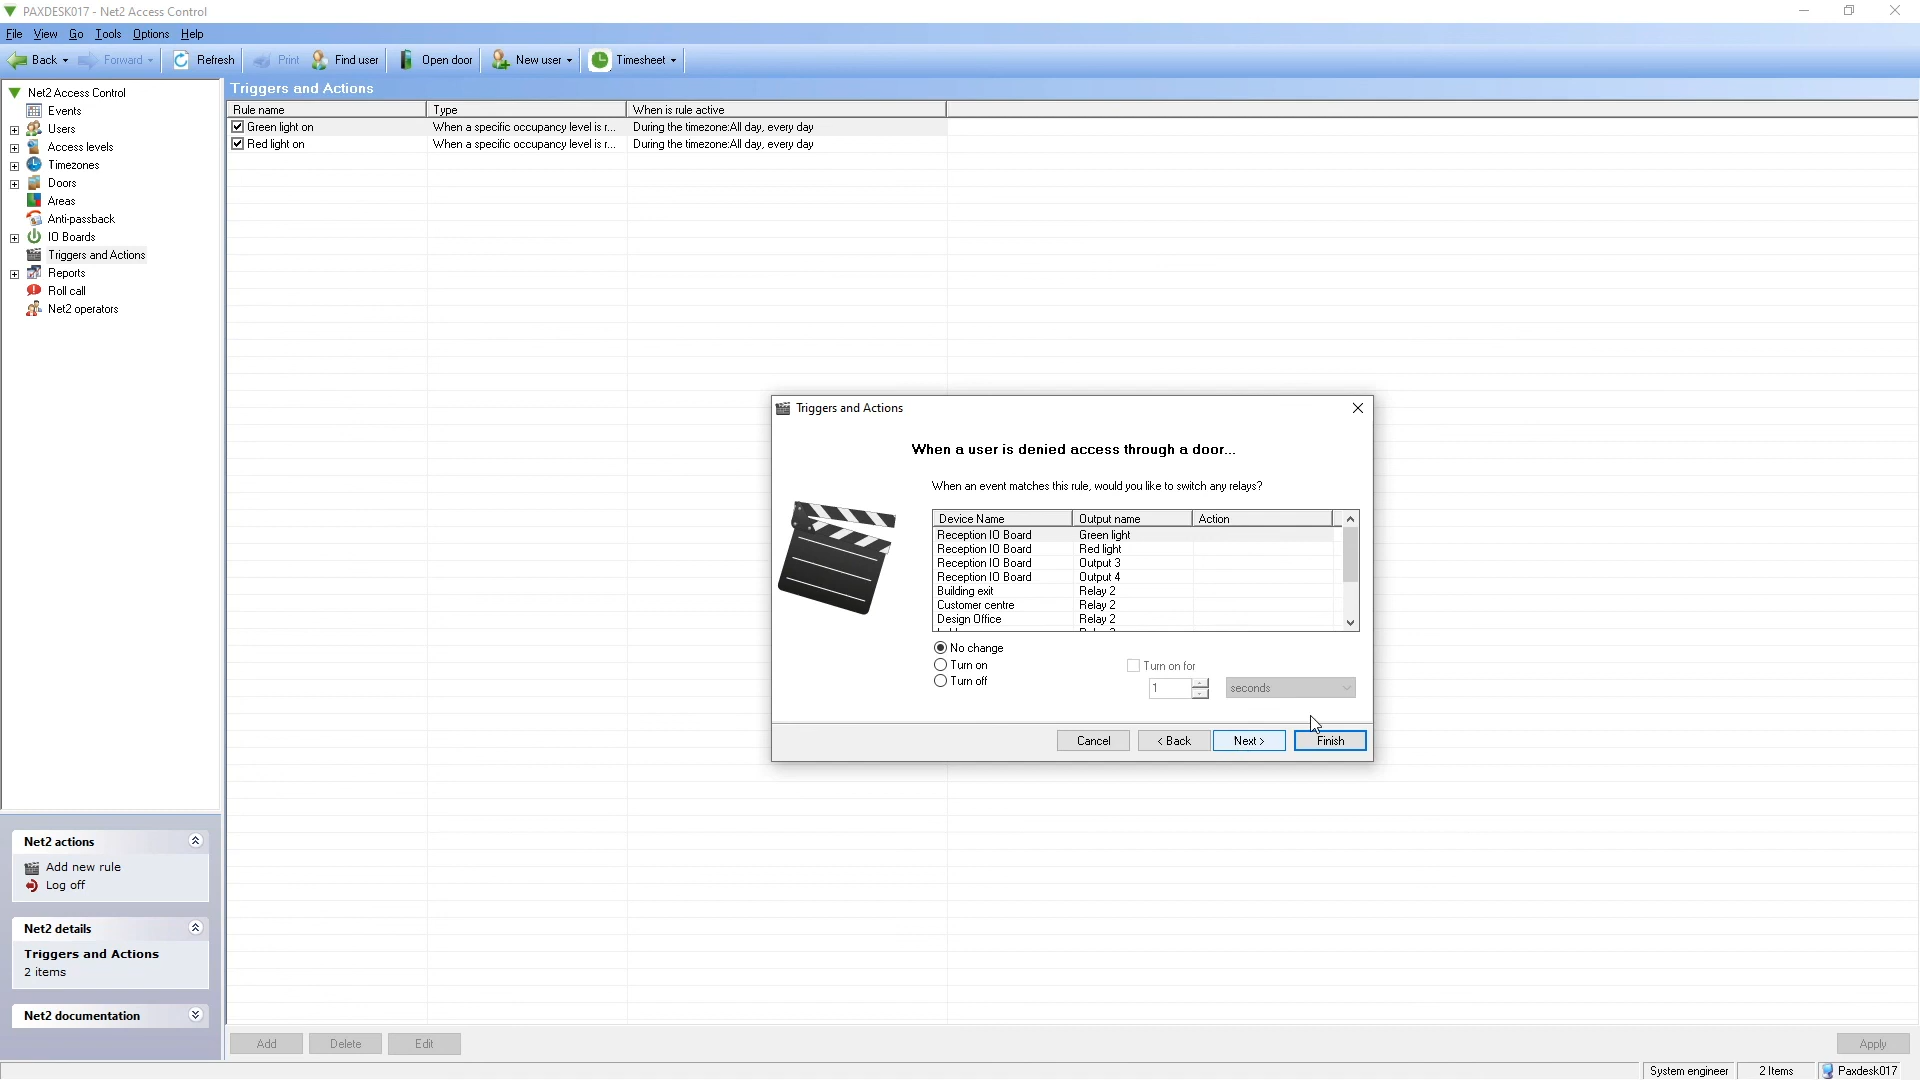 PAXDESK017 - Net2 Access Control
File View Go Tools Options Help
Back Forward Refresh Print Find user Open door New user Timesheet
Net2 Access Control
Events
Users
Access levels
Timezones
Doors
Areas
Anti-passback
IO Boards
Triggers and Actions
Reports
Roll call
Net2 operators
Triggers and Actions
Rule name Type When is rule active
Green light on When a specific occupancy level is r... During the timezone:All day, every day
Red light on When a specific occupancy level is r... During the timezone:All day, every day
Triggers and Actions
When a user is denied access through a door...
When an event matches this rule, would you like to switch any relays?
Device Name Output name Action
Reception IO Board Green light
Reception IO Board Red light
Reception IO Board Output 3
Reception IO Board Output 4
Building exit Relay 2
Customer centre Relay 2
Design Office Relay 2
No change
Turn on
Turn off
Turn on for
1 seconds
Cancel < Back Next > Finish
Net2 actions
Add new rule
Log off
Net2 details
Triggers and Actions
2 items
Net2 documentation
Add Delete Edit Apply
System engineer 2 Items Paxdesk017